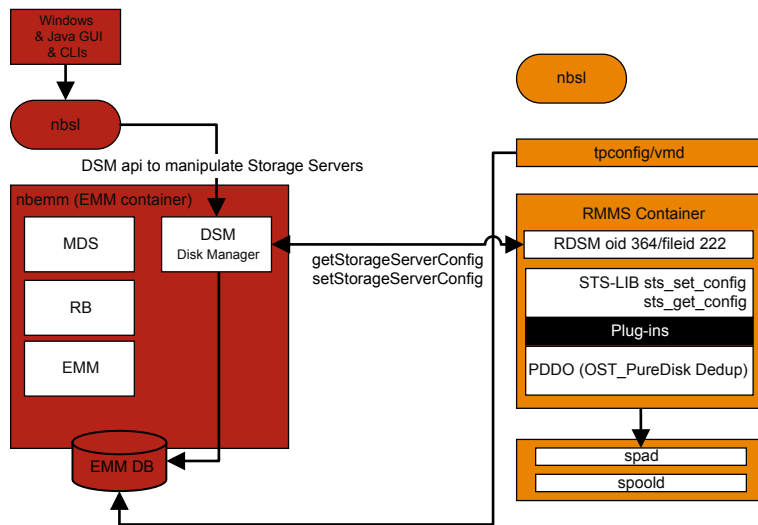 Windows
& Java GUI
& CLIs
nbsl
DSM api to manipulate Storage Servers
nbemm (EMM container)
MDS
DSM
Disk Manager
RB
EMM
EMM DB
getStorageServerConfig
setStorageServerConfig
nbsl
tpconfig/vmd
RMMS Container
RDSM oid 364/fileid 222
STS-LIB sts_set_config
sts_get_config
Plug-ins
PDDO (OST_PureDisk Dedup)
spad
spoold